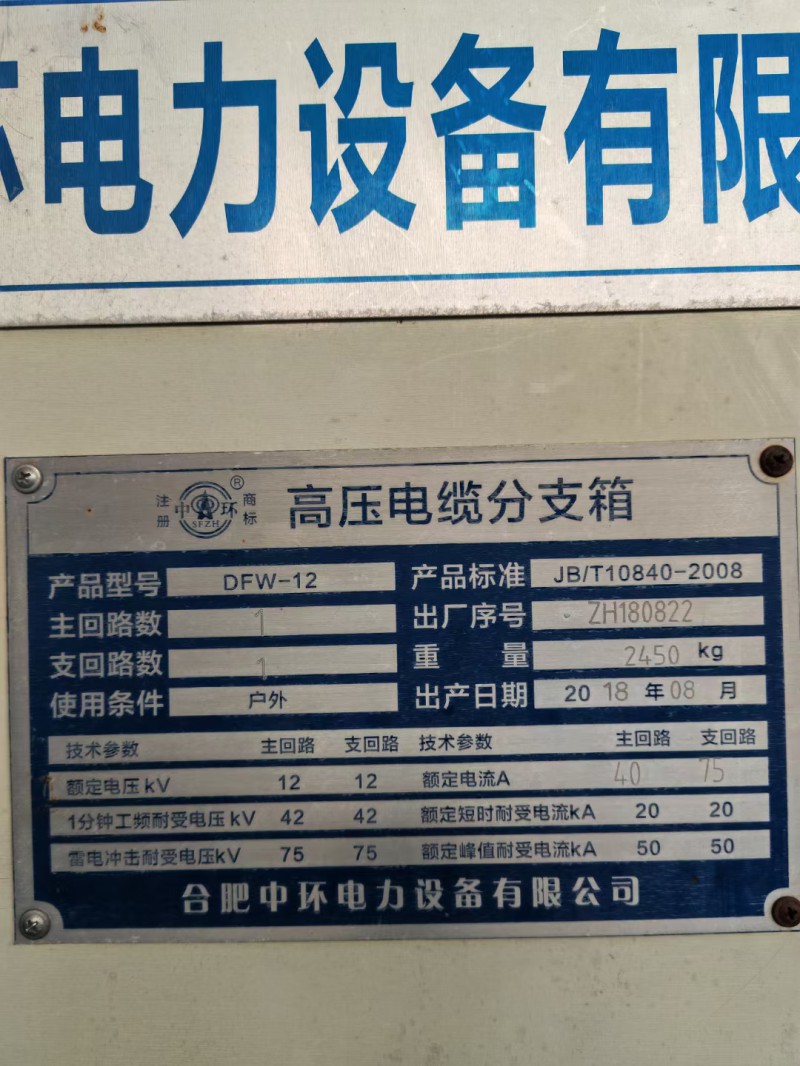 环电力设备有限
注册 中环 SFZH ® 商标
高压电缆分支箱
产品型号 DFW-12 产品标准 JB/T10840-2008
主回路数 1 出厂序号 ZH180822
支回路数 1 重量 2450 kg
使用条件 户外 出产日期 20 18 年 08 月
技术参数 主回路 支回路 技术参数 主回路 支回路
额定电压 kV 12 12 额定电流A 40 75
1分钟工频耐受电压 kV 42 42 额定短时耐受电流kA 20 20
雷电冲击耐受电压kV 75 75 额定峰值耐受电流kA 50 50
合肥中环电力设备有限公司